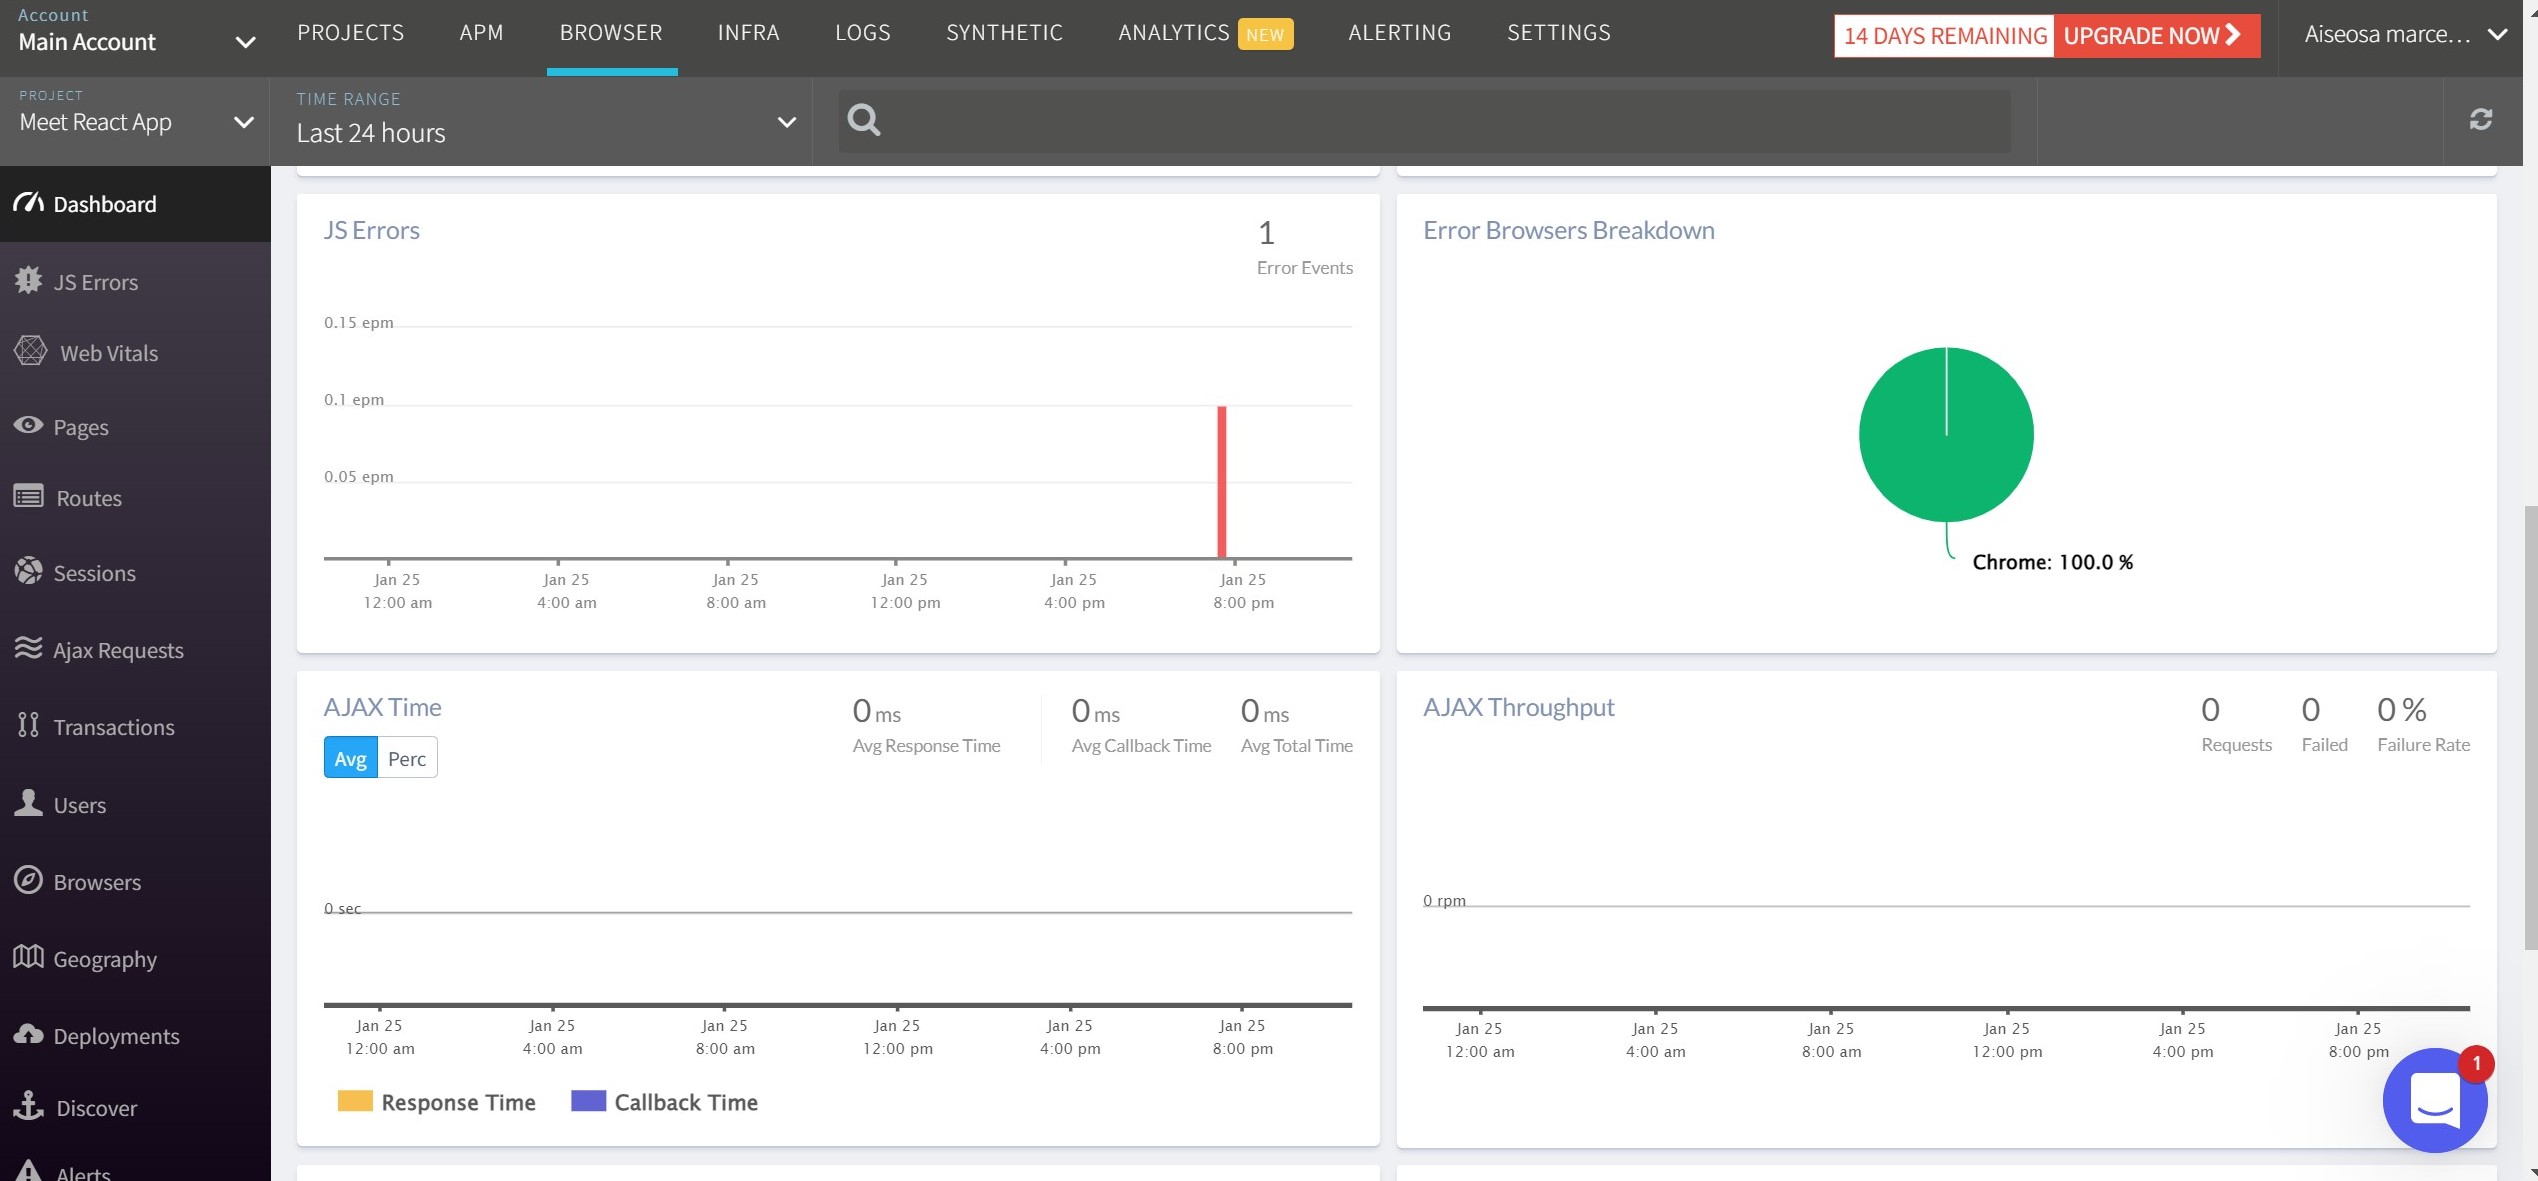 Account
Main Account
PROJECTS
APM
BROWSER
INFRA
LOGS
SYNTHETIC
ANALYTICS NEW
ALERTING
SETTINGS
14 DAYS REMAINING UPGRADE NOW
Aiseosa marce...
PROJECT
Meet React App
TIME RANGE
Last 24 hours
Dashboard
JS Errors
Web Vitals
Pages
Routes
Sessions
Ajax Requests
Transactions
Users
Browsers
Geography
Deployments
Discover
Alerts
JS Errors
1
Error Events
0.15 epm
0.1 epm
0.05 epm
Jan 25 Jan 25 Jan 25 Jan 25 Jan 25 Jan 25
12:00 am 4:00 am 8:00 am 12:00 pm 4:00 pm 8:00 pm
Error Browsers Breakdown
Chrome: 100.0 %
AJAX Time
0 ms 0 ms 0 ms
Avg Response Time Avg Callback Time Avg Total Time
Avg Perc
0 sec
Jan 25 Jan 25 Jan 25 Jan 25 Jan 25 Jan 25
12:00 am 4:00 am 8:00 am 12:00 pm 4:00 pm 8:00 pm
Response Time Callback Time
AJAX Throughput
0 0 0 %
Requests Failed Failure Rate
0 rpm
Jan 25 Jan 25 Jan 25 Jan 25 Jan 25 Jan 25
12:00 am 4:00 am 8:00 am 12:00 pm 4:00 pm 8:00 pm
1